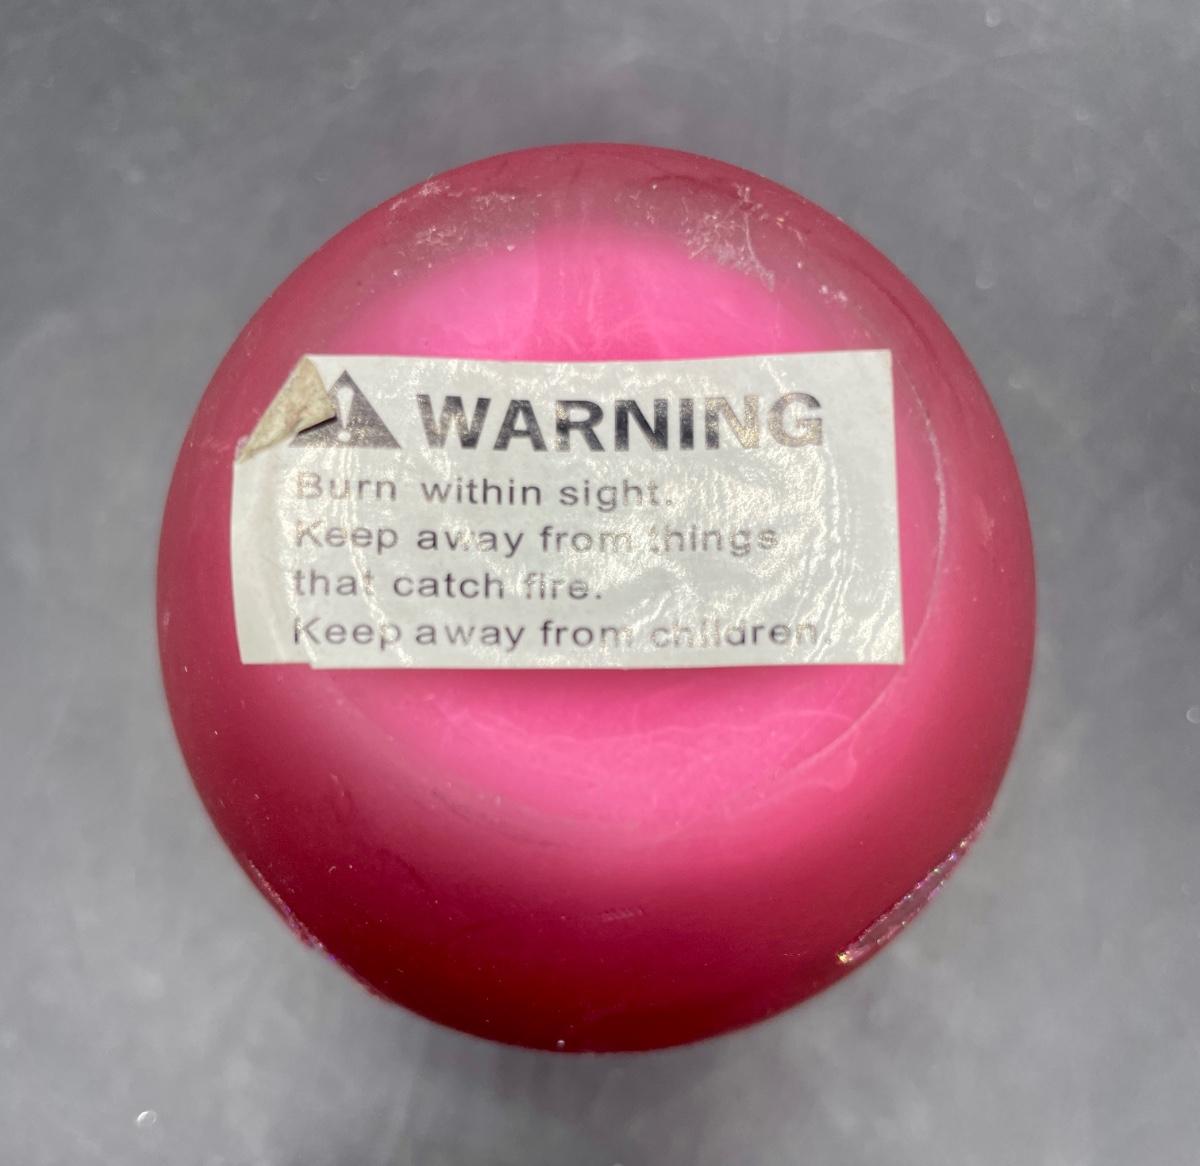 WARNING
Burn within sight.
Keep away from things
that catch fire.
Keep away from children.